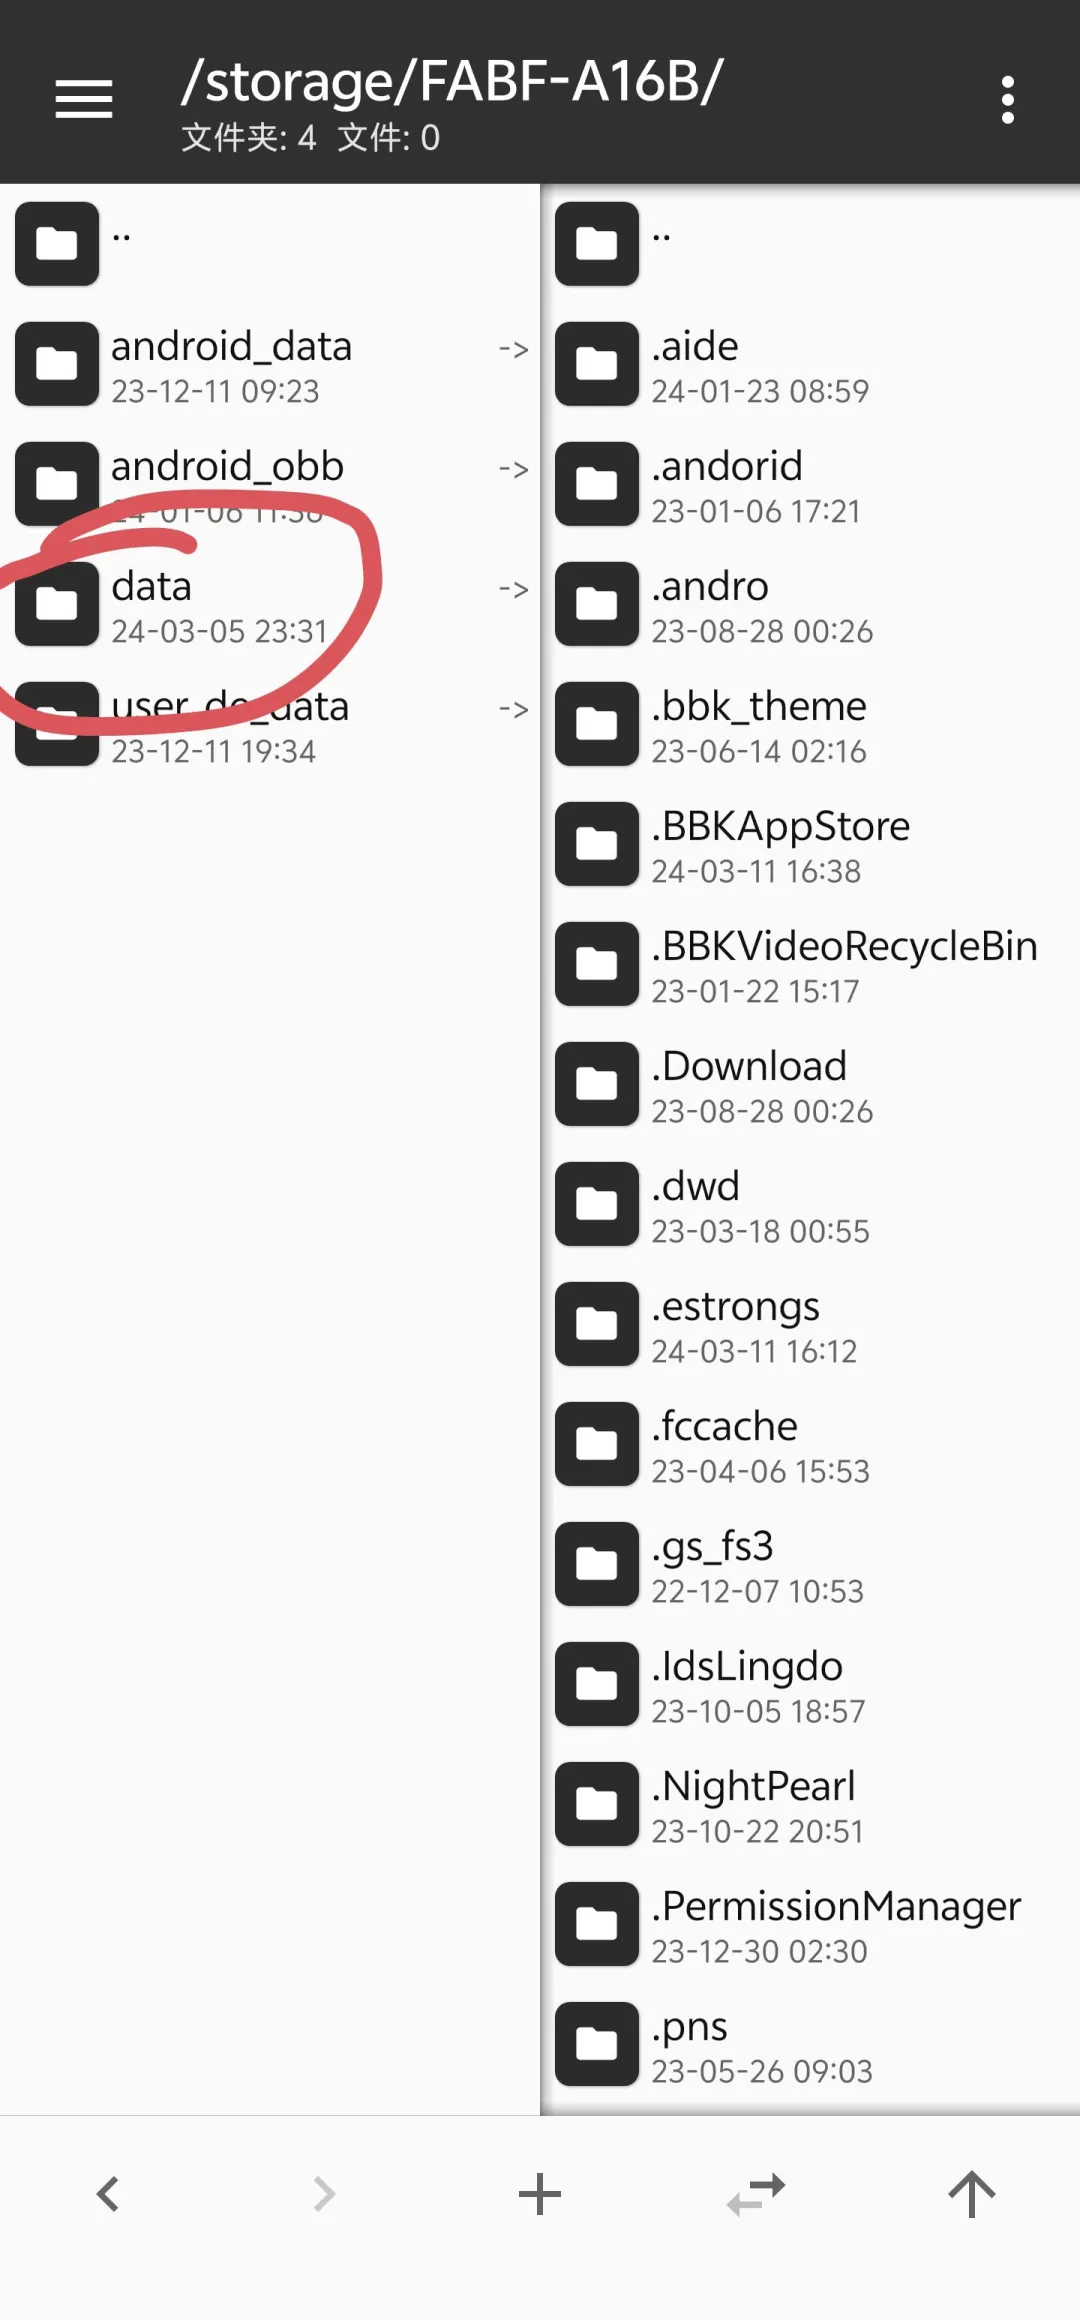 /storage/FABF-A16B/
文件夹: 4 文件: 0
..
android_data ->
23-12-11 09:23
android_obb ->
24-01-06 11:36
data ->
24-03-05 23:31
user_de_data ->
23-12-11 19:34
..
.aide
24-01-23 08:59
.andorid
23-01-06 17:21
.andro
23-08-28 00:26
.bbk_theme
23-06-14 02:16
.BBKAppStore
24-03-11 16:38
.BBKVideoRecycleBin
23-01-22 15:17
.Download
23-08-28 00:26
.dwd
23-03-18 00:55
.estrongs
24-03-11 16:12
.fccache
23-04-06 15:53
.gs_fs3
22-12-07 10:53
.IdsLingdo
23-10-05 18:57
.NightPearl
23-10-22 20:51
.PermissionManager
23-12-30 02:30
.pns
23-05-26 09:03